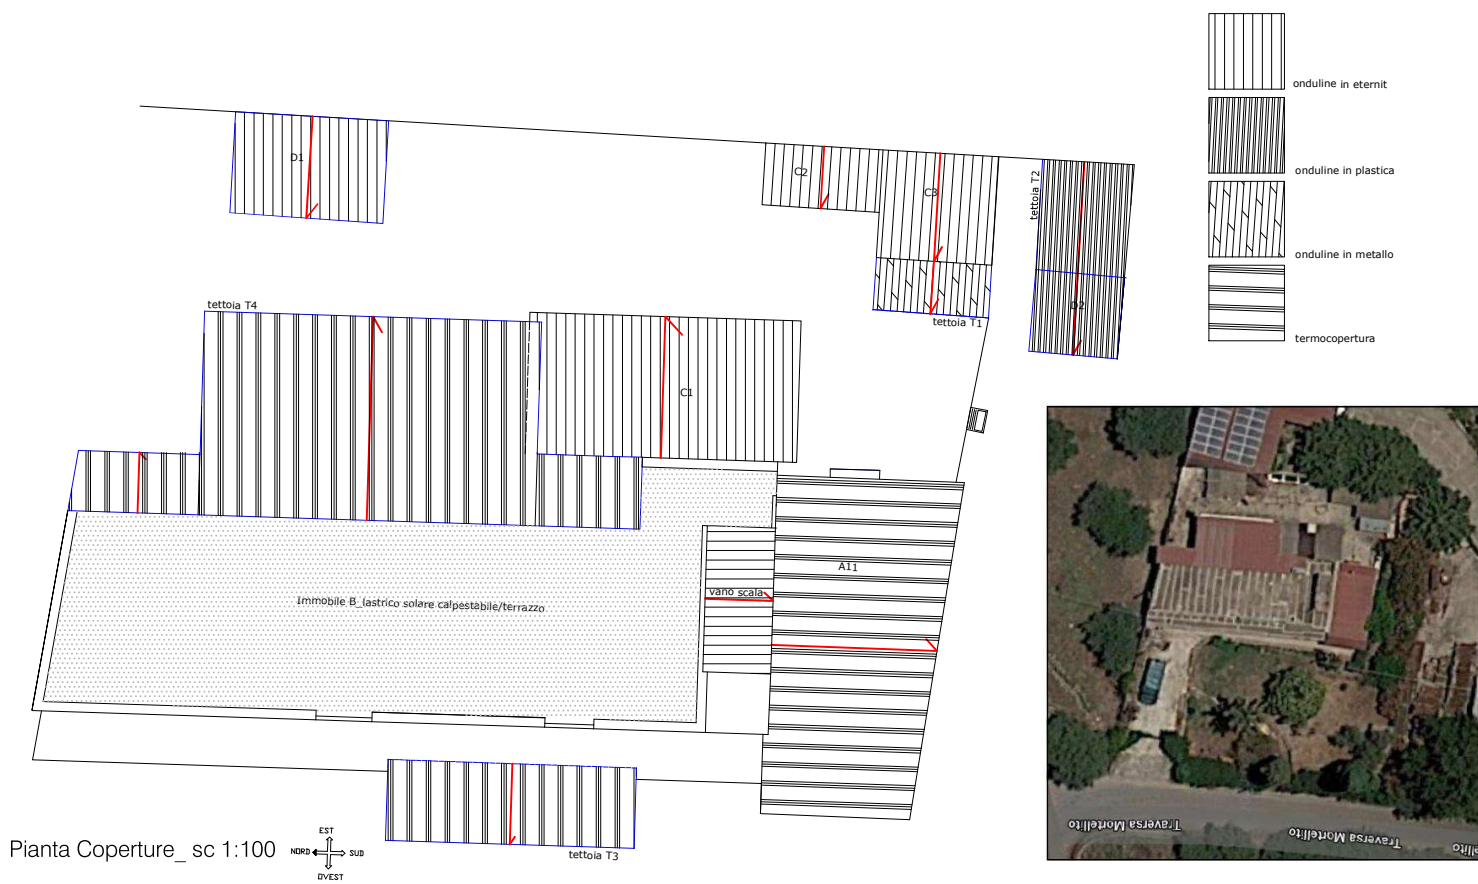 onduline in eternit
onduline in plastica
onduline in metallo
termocopertura
D1
C2
C3
tettoia T2
D2
tettoia T1
tettoia T4
C1
A11
vano scala
Immobile B_lastrico solare calpestabile/terrazzo
tettoia T3
Pianta Coperture_ sc 1:100
EST
NORD
SUD
OVEST
Traversa Mortellito
Traversa Mortellito